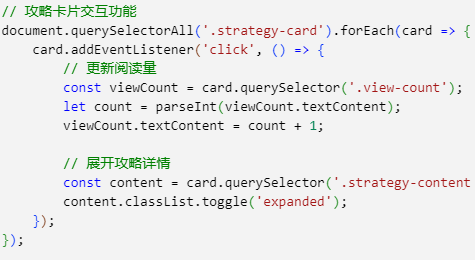 // 攻略卡片交互功能
document.querySelectorAll('.strategy-card').forEach(card => {
    card.addEventListener('click', () => {
        // 更新阅读量
        const viewCount = card.querySelector('.view-count');
        let count = parseInt(viewCount.textContent);
        viewCount.textContent = count + 1;

        // 展开攻略详情
        const content = card.querySelector('.strategy-content
        content.classList.toggle('expanded');
    });
});